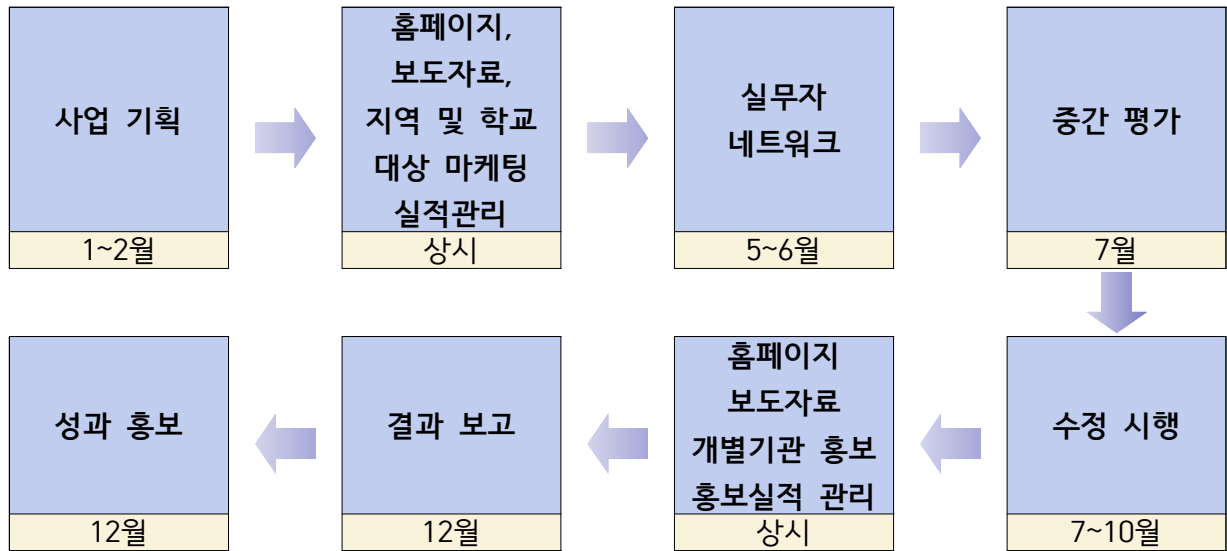 사업 기획
1~2월
홈페이지,
보도자료,
지역 및 학교
대상 마케팅
실적관리
상시
실무자
네트워크
5~6월
중간 평가
7월
수정 시행
7~10월
홈페이지
보도자료
개별기관 홍보
홍보실적 관리
상시
결과 보고
12월
성과 홍보
12월